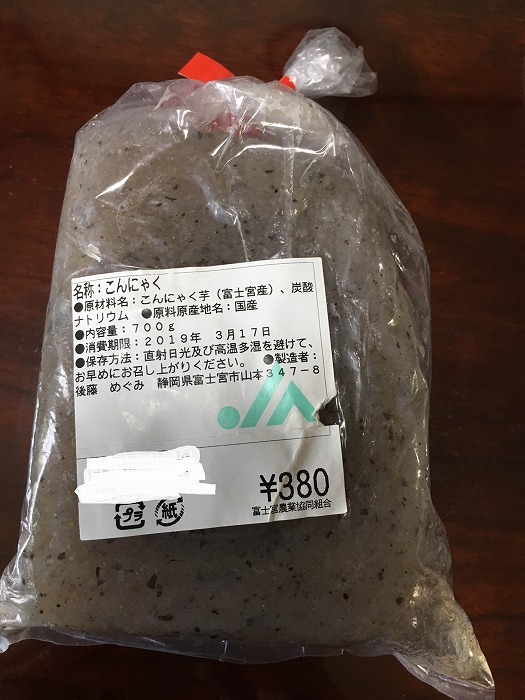 名称：こんにゃく
●原材料名：こんにゃく芋（富士宮産）、炭酸
ナトリウム　●原料原産地名：国産
●内容量：７００ｇ
●消費期限：２０１９年　３月１７日
●保存方法：直射日光及び高温多湿を避けて、
お早めにお召し上がりください。　●製造者：
後藤　めぐみ　静岡県富士宮市山本３４７－８
¥380
プラ
紙
富士宮農業協同組合